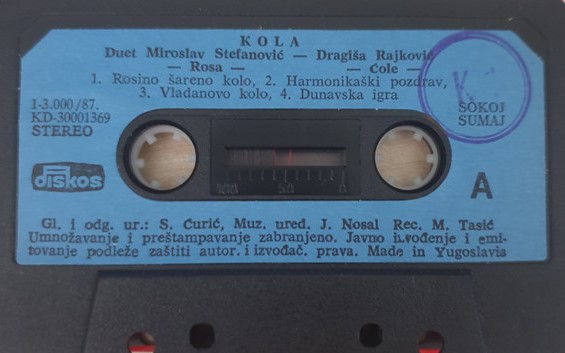 KOLA
Duet Miroslav Stefanović — Dragiša Rajković
— Rosa — — Cole —
1. Rosino šareno kolo, 2. Harmonikaški pozdrav,
3. Vladanovo kolo, 4. Dunavska igra
I-3.000/87.
KD-30001369
STEREO
SOKOJ
SUMAJ
K
100 50 0
diskos
A
Gl. i odg. ur.: S. Ćurić, Muz. ured. J. Nosal Rec. M. Tasić
Umnožavanje i preštampavanje zabranjeno. Javno izvođenje i emi-
tovanje podleže zaštiti autor. i izvođač. prava. Made in Yugoslavia